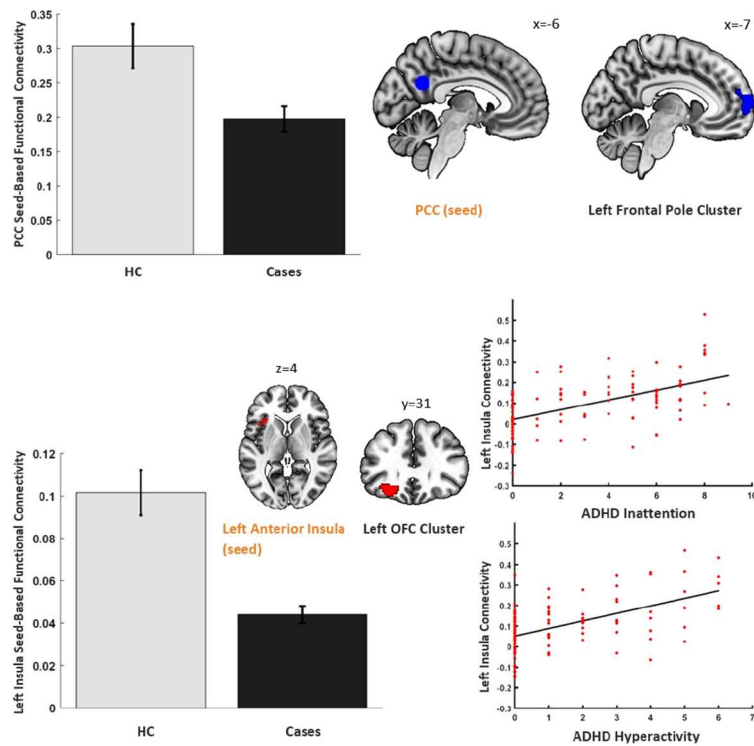 x=-6
x=-7
PCC Seed-Based Functional Connectivity
0.35
0.3
0.25
0.2
0.15
0.1
0.05
0
HC
Cases
PCC (seed)
Left Frontal Pole Cluster
z=4
y=31
Left Anterior Insula
(seed)
Left OFC Cluster
Left Insula Seed-Based Functional Connectivity
0.12
0.1
0.08
0.06
0.04
0.02
0
HC
Cases
Left Insula Connectivity
0.5
0.4
0.3
0.2
0.1
0
-0.1
-0.2
-0.3
0 2 4 6 8 10
ADHD Inattention
Left Insula Connectivity
0.5
0.4
0.3
0.2
0.1
0
-0.1
-0.2
-0.3
0 1 2 3 4 5 6 7
ADHD Hyperactivity